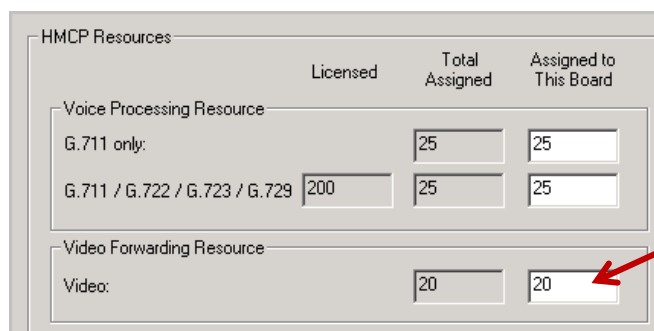 HMCP Resources
Licensed Total Assigned Assigned to This Board
Voice Processing Resource
G.711 only: 25 25
G.711 / G.722 / G.723 / G.729 200 25 25
Video Forwarding Resource
Video: 20 20